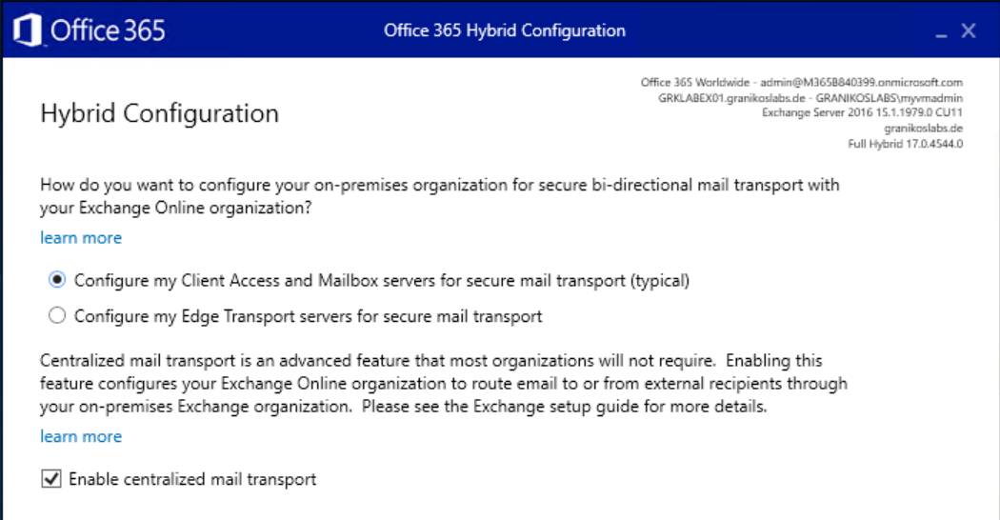 Office 365
Office 365 Hybrid Configuration
Office 365 Worldwide - admin@M365B840399.onmicrosoft.com
GRKLABEX01.granikoslabs.de - GRANIKOSLABS\myvmadmin
Exchange Server 2016 15.1.1979.0 CU11
granikoslabs.de
Full Hybrid 17.0.4544.0
Hybrid Configuration
How do you want to configure your on-premises organization for secure bi-directional mail transport with
your Exchange Online organization?
learn more
Configure my Client Access and Mailbox servers for secure mail transport (typical)
Configure my Edge Transport servers for secure mail transport
Centralized mail transport is an advanced feature that most organizations will not require.  Enabling this
feature configures your Exchange Online organization to route email to or from external recipients through
your on-premises Exchange organization.  Please see the Exchange setup guide for more details.
learn more
Enable centralized mail transport